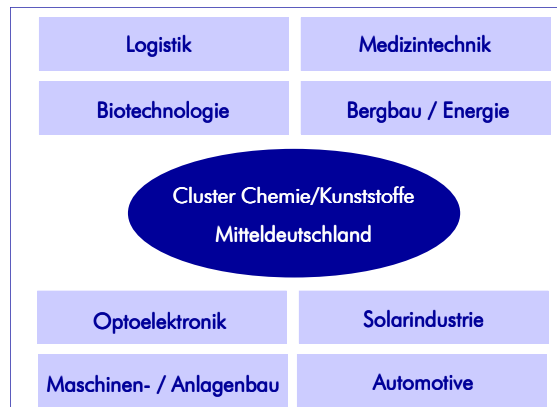 Logistik
Medizintechnik
Biotechnologie
Bergbau / Energie
Cluster Chemie/Kunststoffe
Mitteldeutschland
Optoelektronik
Solarindustrie
Maschinen- / Anlagenbau
Automotive